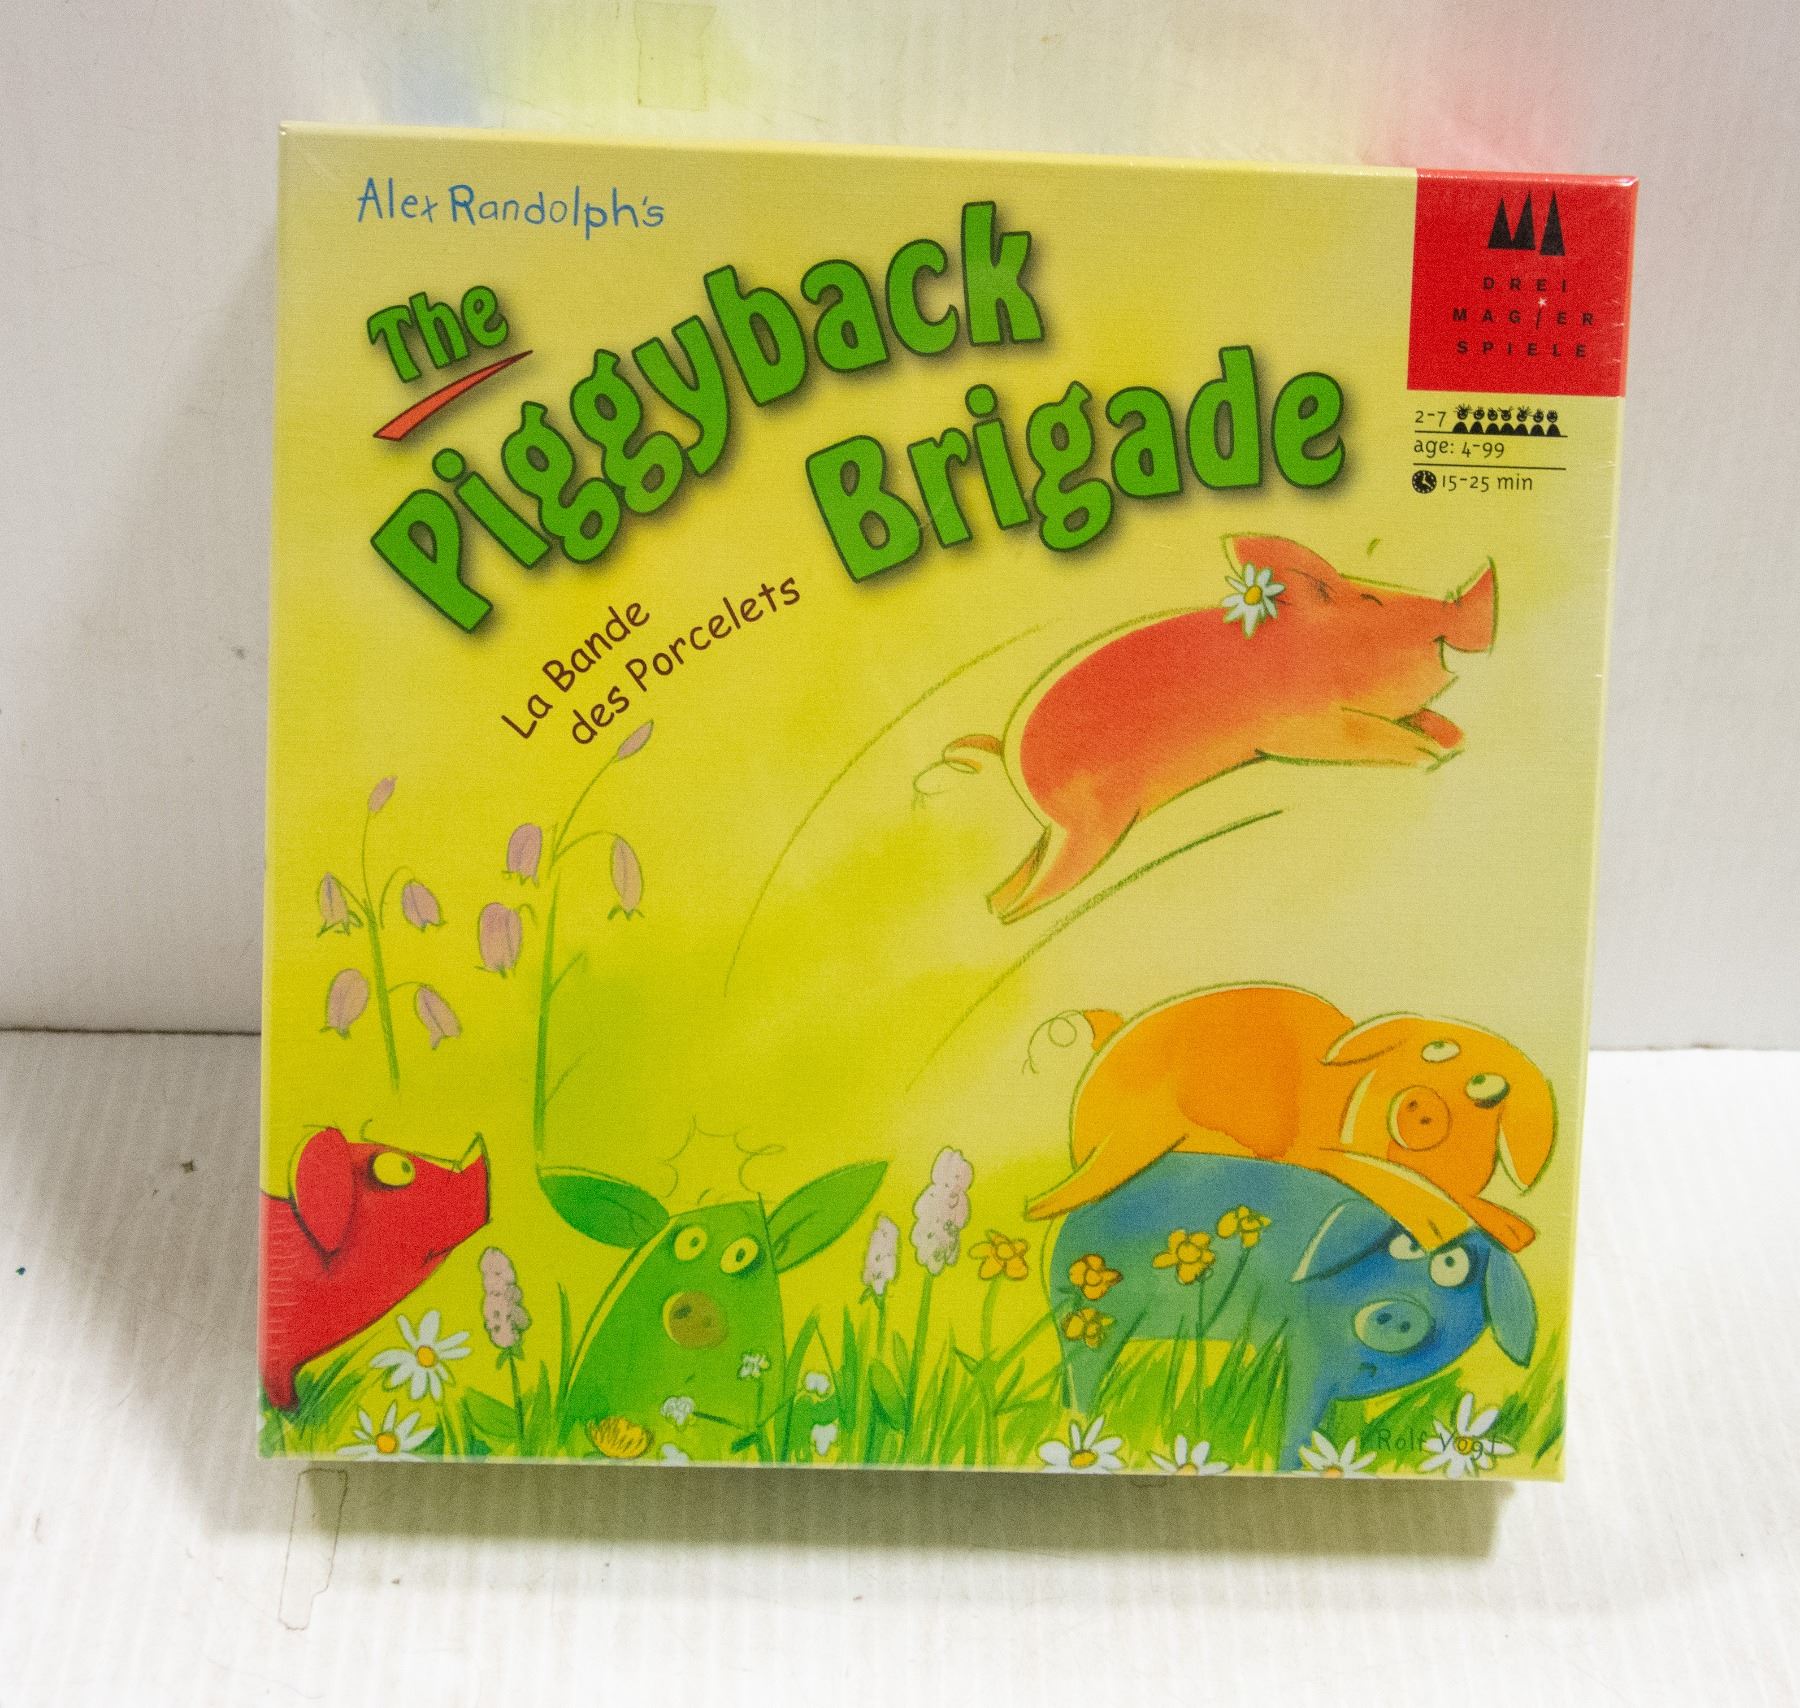 Alex Randolph's
The
Piggyback
Brigade
La Bande
des Porcelets
DREI
MAGIER
SPIELE
2-7
age: 4-99
15-25 min
Rolf Vogt